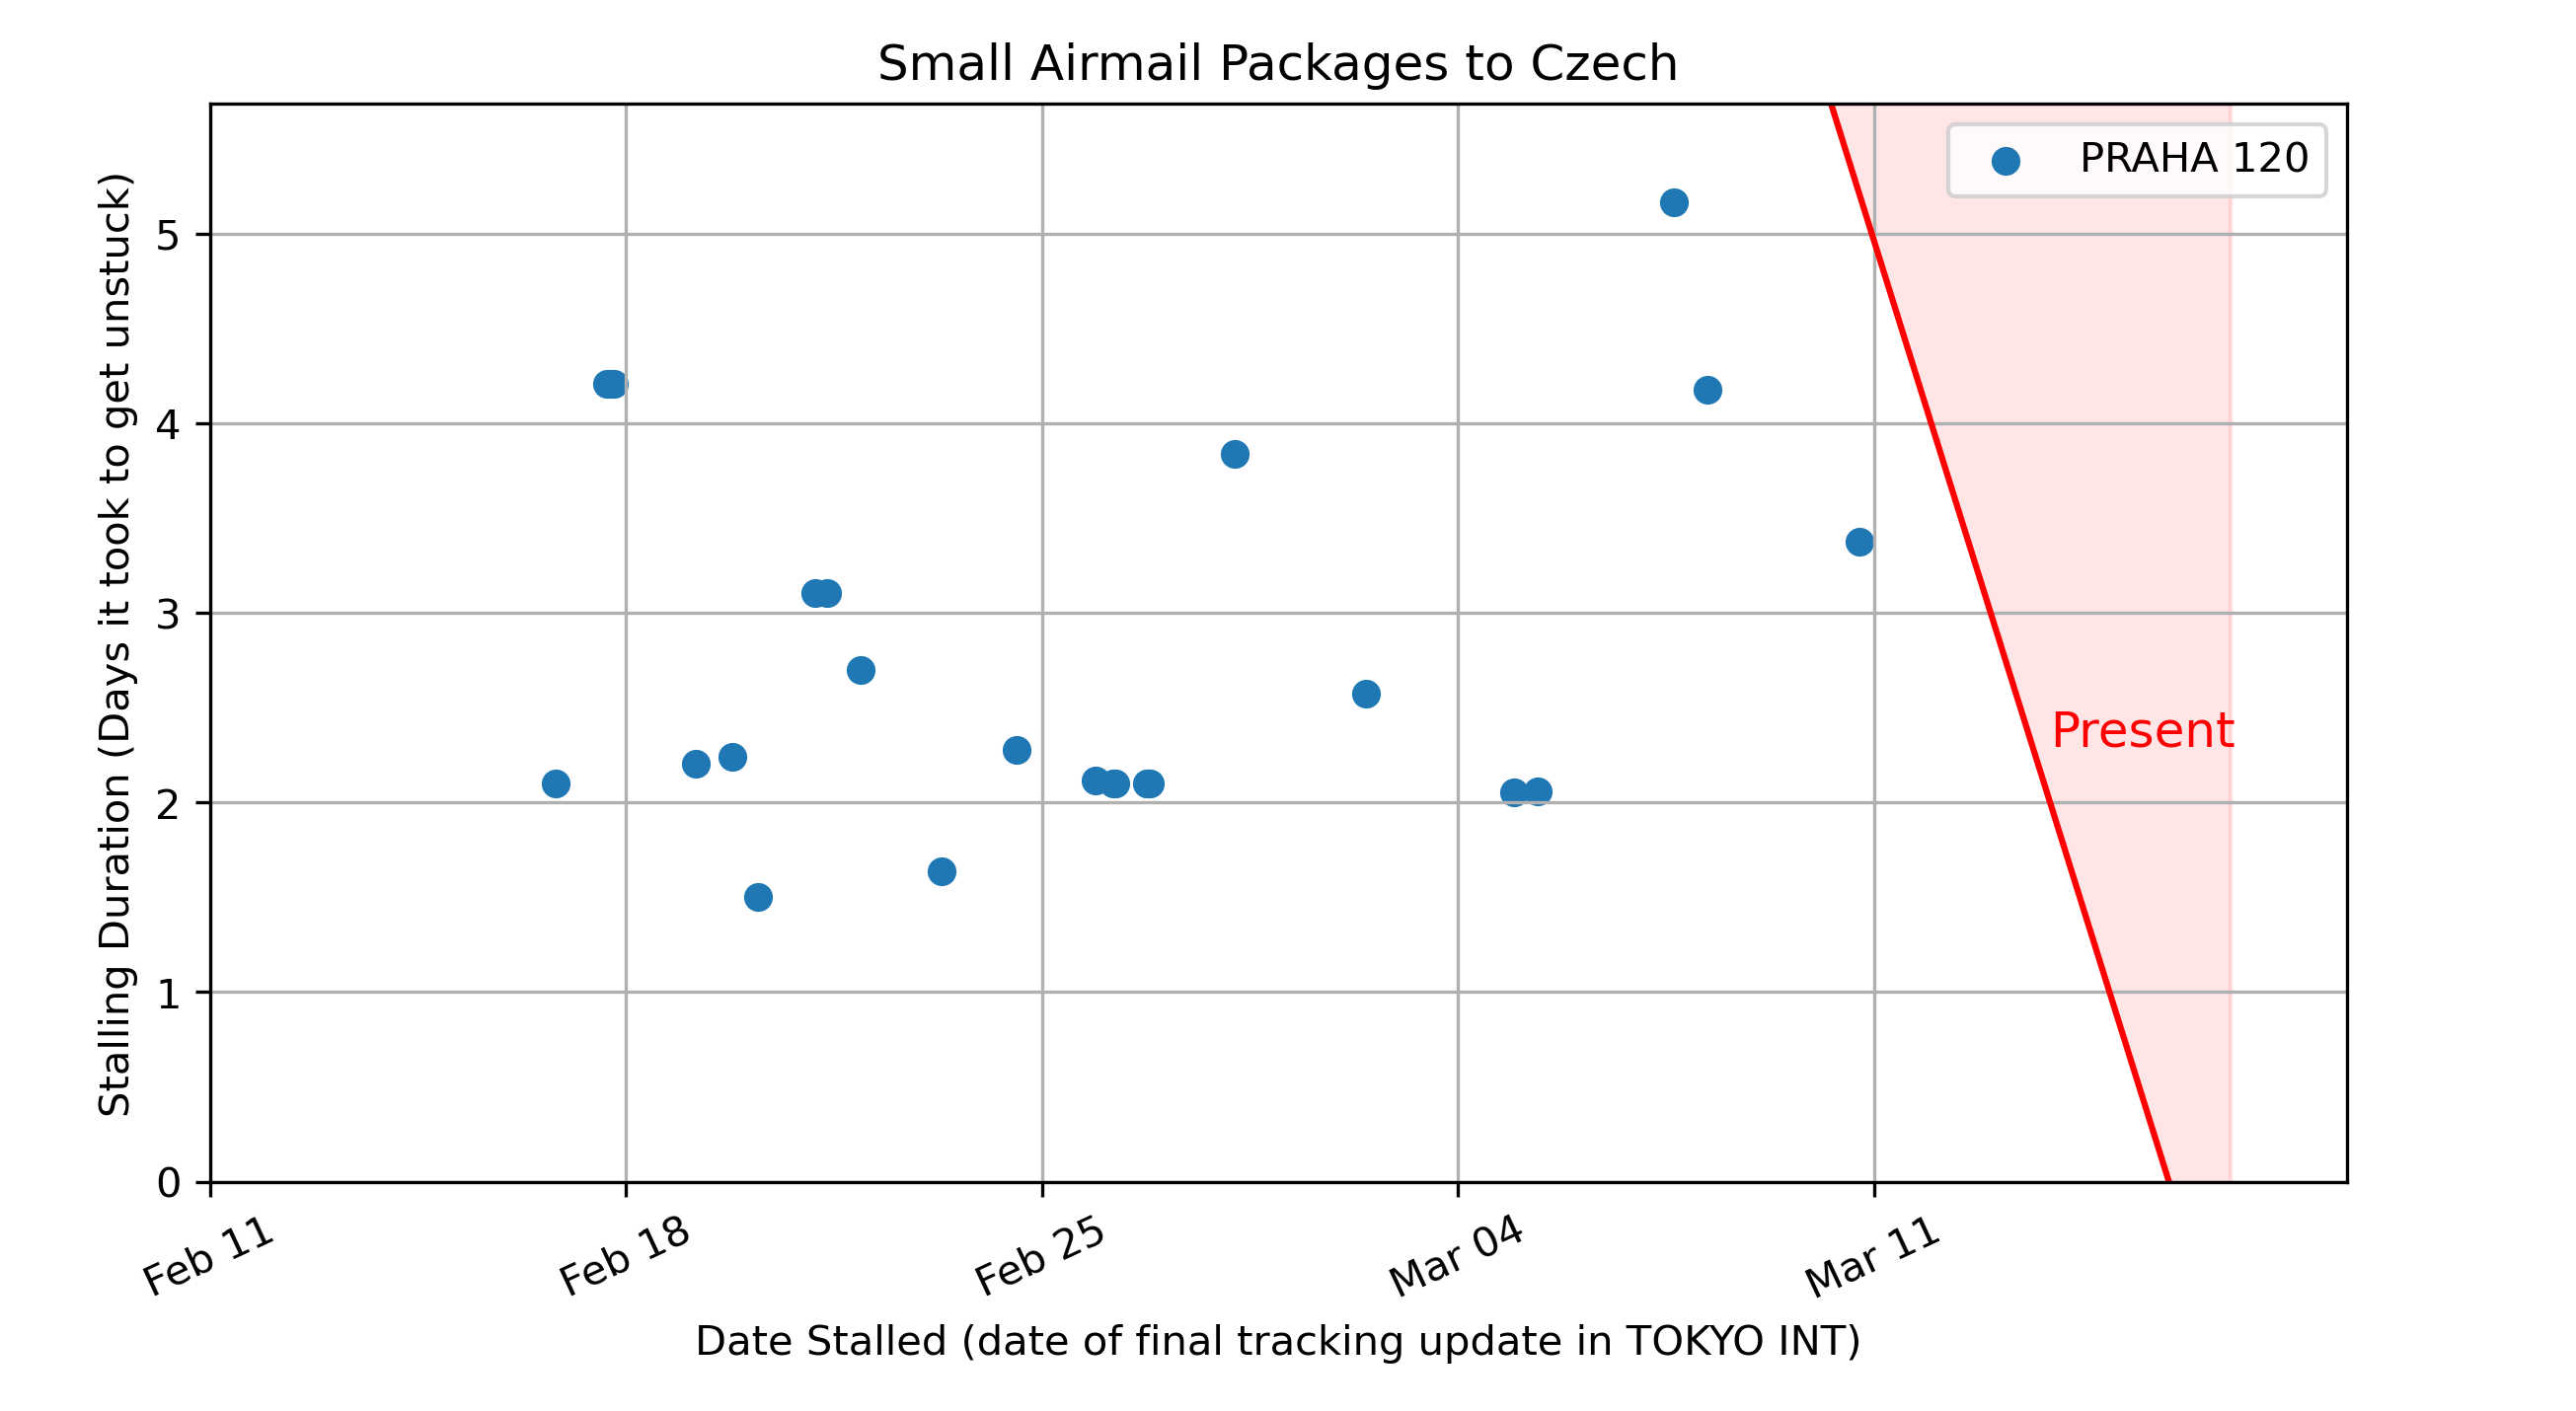 Small Airmail Packages to Czech
PRAHA 120
Stalling Duration (Days it took to get unstuck)
5
4
3
2
1
0
Present
Feb 11
Feb 18
Feb 25
Mar 04
Mar 11
Date Stalled (date of final tracking update in TOKYO INT)